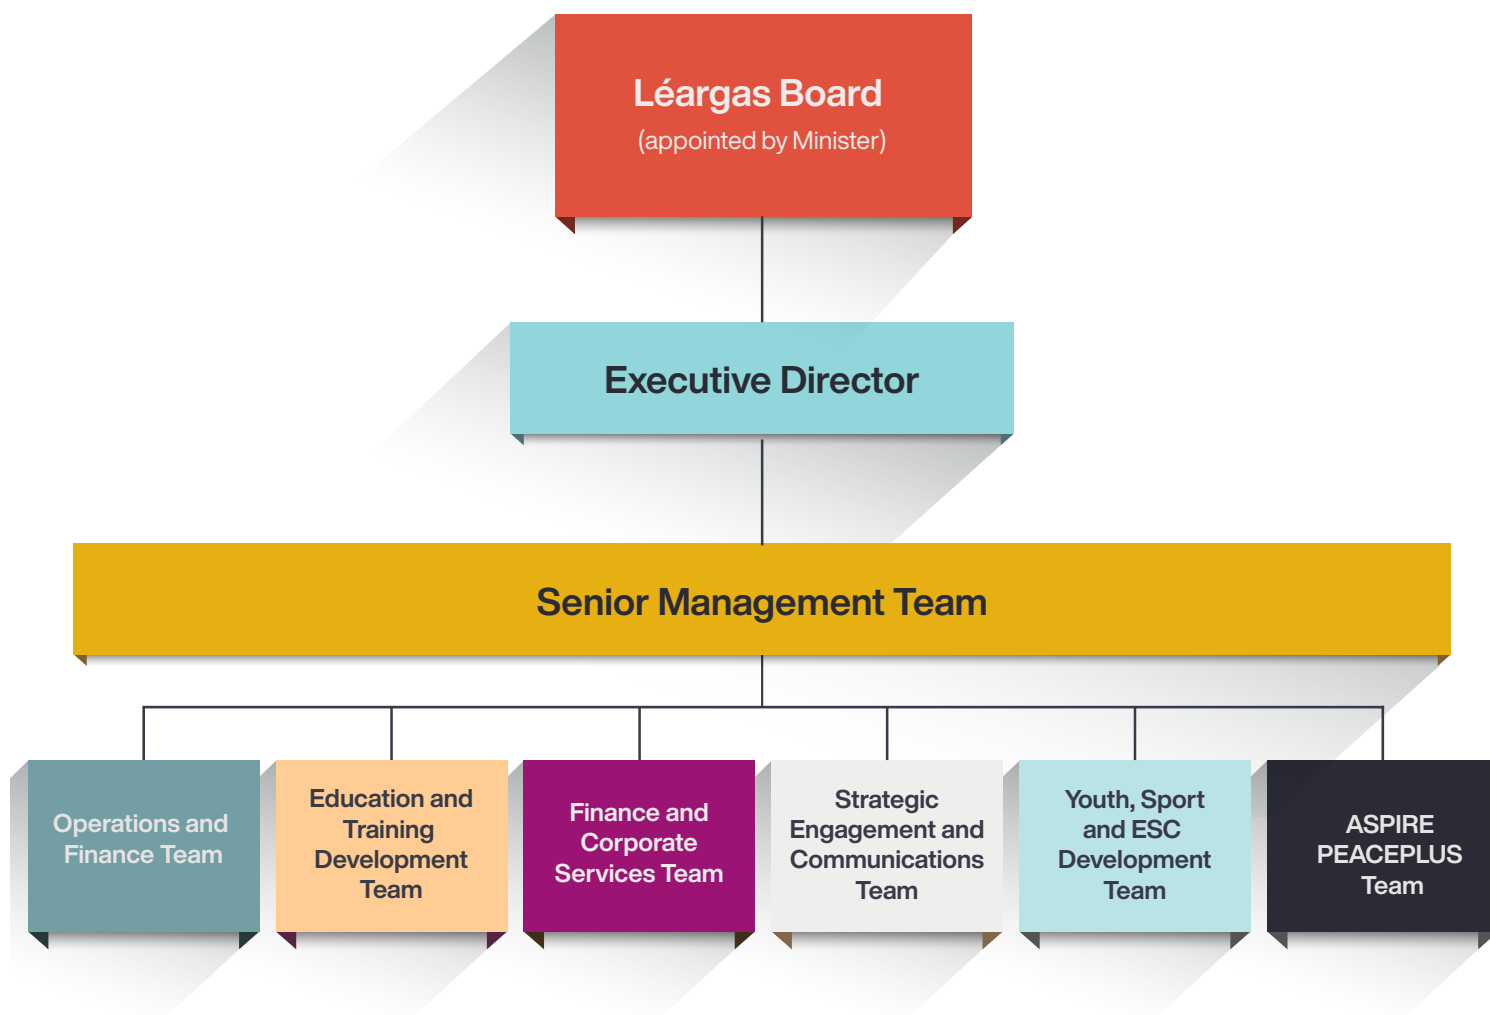 Léargas Board
(appointed by Minister)
Executive Director
Senior Management Team
Operations and
Finance Team
Education and
Training
Development
Team
Finance and
Corporate
Services Team
Strategic
Engagement and
Communications
Team
Youth, Sport
and ESC
Development
Team
ASPIRE
PEACEPLUS
Team